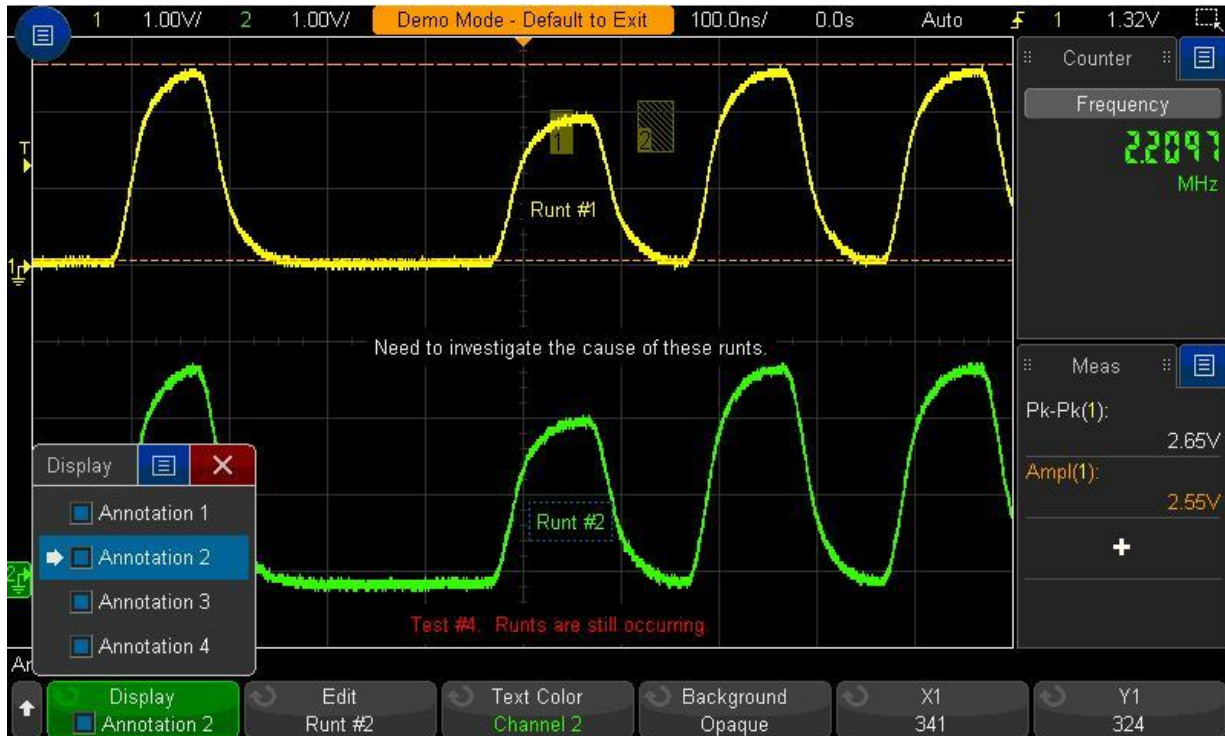 1 1.00V/ 2 1.00V/ Demo Mode - Default to Exit 100.0ns/ 0.0s Auto 1 1.32V
Counter
Frequency
2.2097
MHz
T
1
2
Runt #1
1
Need to investigate the cause of these runts.
Meas
Pk-Pk(1):
2.65V
Ampl(1):
2.55V
+
Display
Annotation 1
Annotation 2
Annotation 3
Annotation 4
Runt #2
2
Test #4. Runts are still occurring.
Display
Annotation 2
Edit
Runt #2
Text Color
Channel 2
Background
Opaque
X1
341
Y1
324